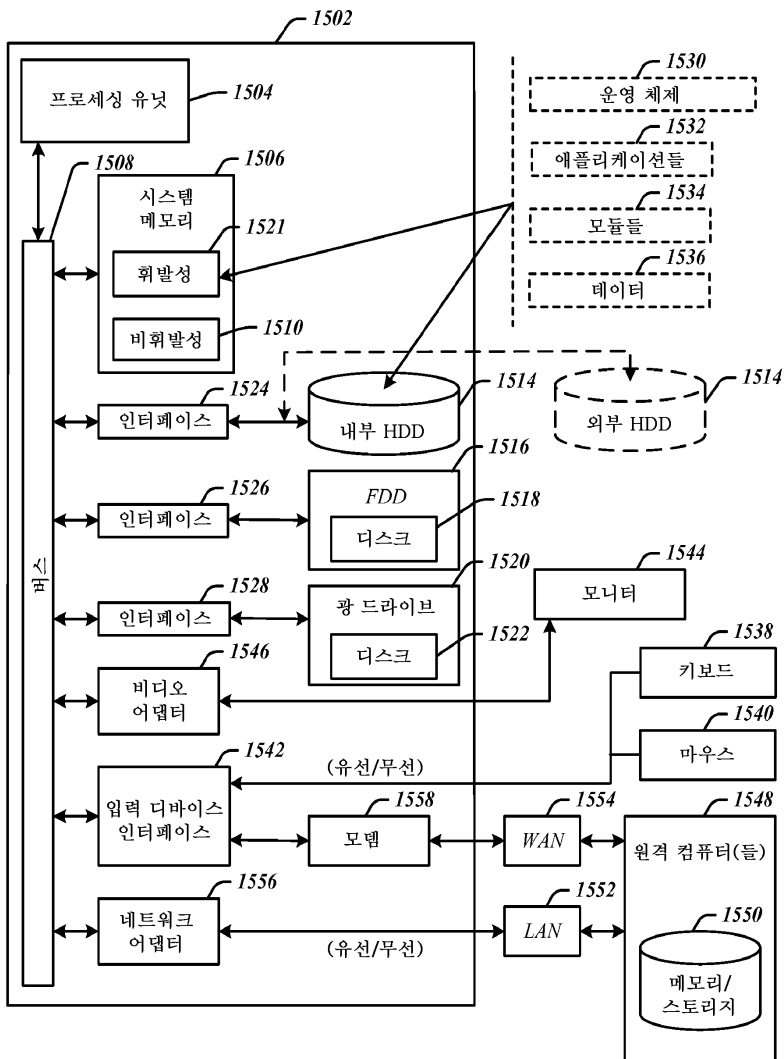 1502
프로세싱 유닛
1504
1508
1506
시스템
메모리
1521
휘발성
1510
비휘발성
1530
운영 체제
1532
애플리케이션들
1534
모듈들
1536
데이터
1524
인터페이스
1514
내부 HDD
1514
외부 HDD
1516
FDD
1518
디스크
1526
인터페이스
버스
1520
광 드라이브
1522
디스크
1528
인터페이스
1544
모니터
1546
비디오
어댑터
1538
키보드
1540
마우스
1542
입력 디바이스
인터페이스
(유선/무선)
1558
모뎀
1554
WAN
1548
원격 컴퓨터(들)
1556
네트워크
어댑터
(유선/무선)
1552
LAN
1550
메모리/
스토리지